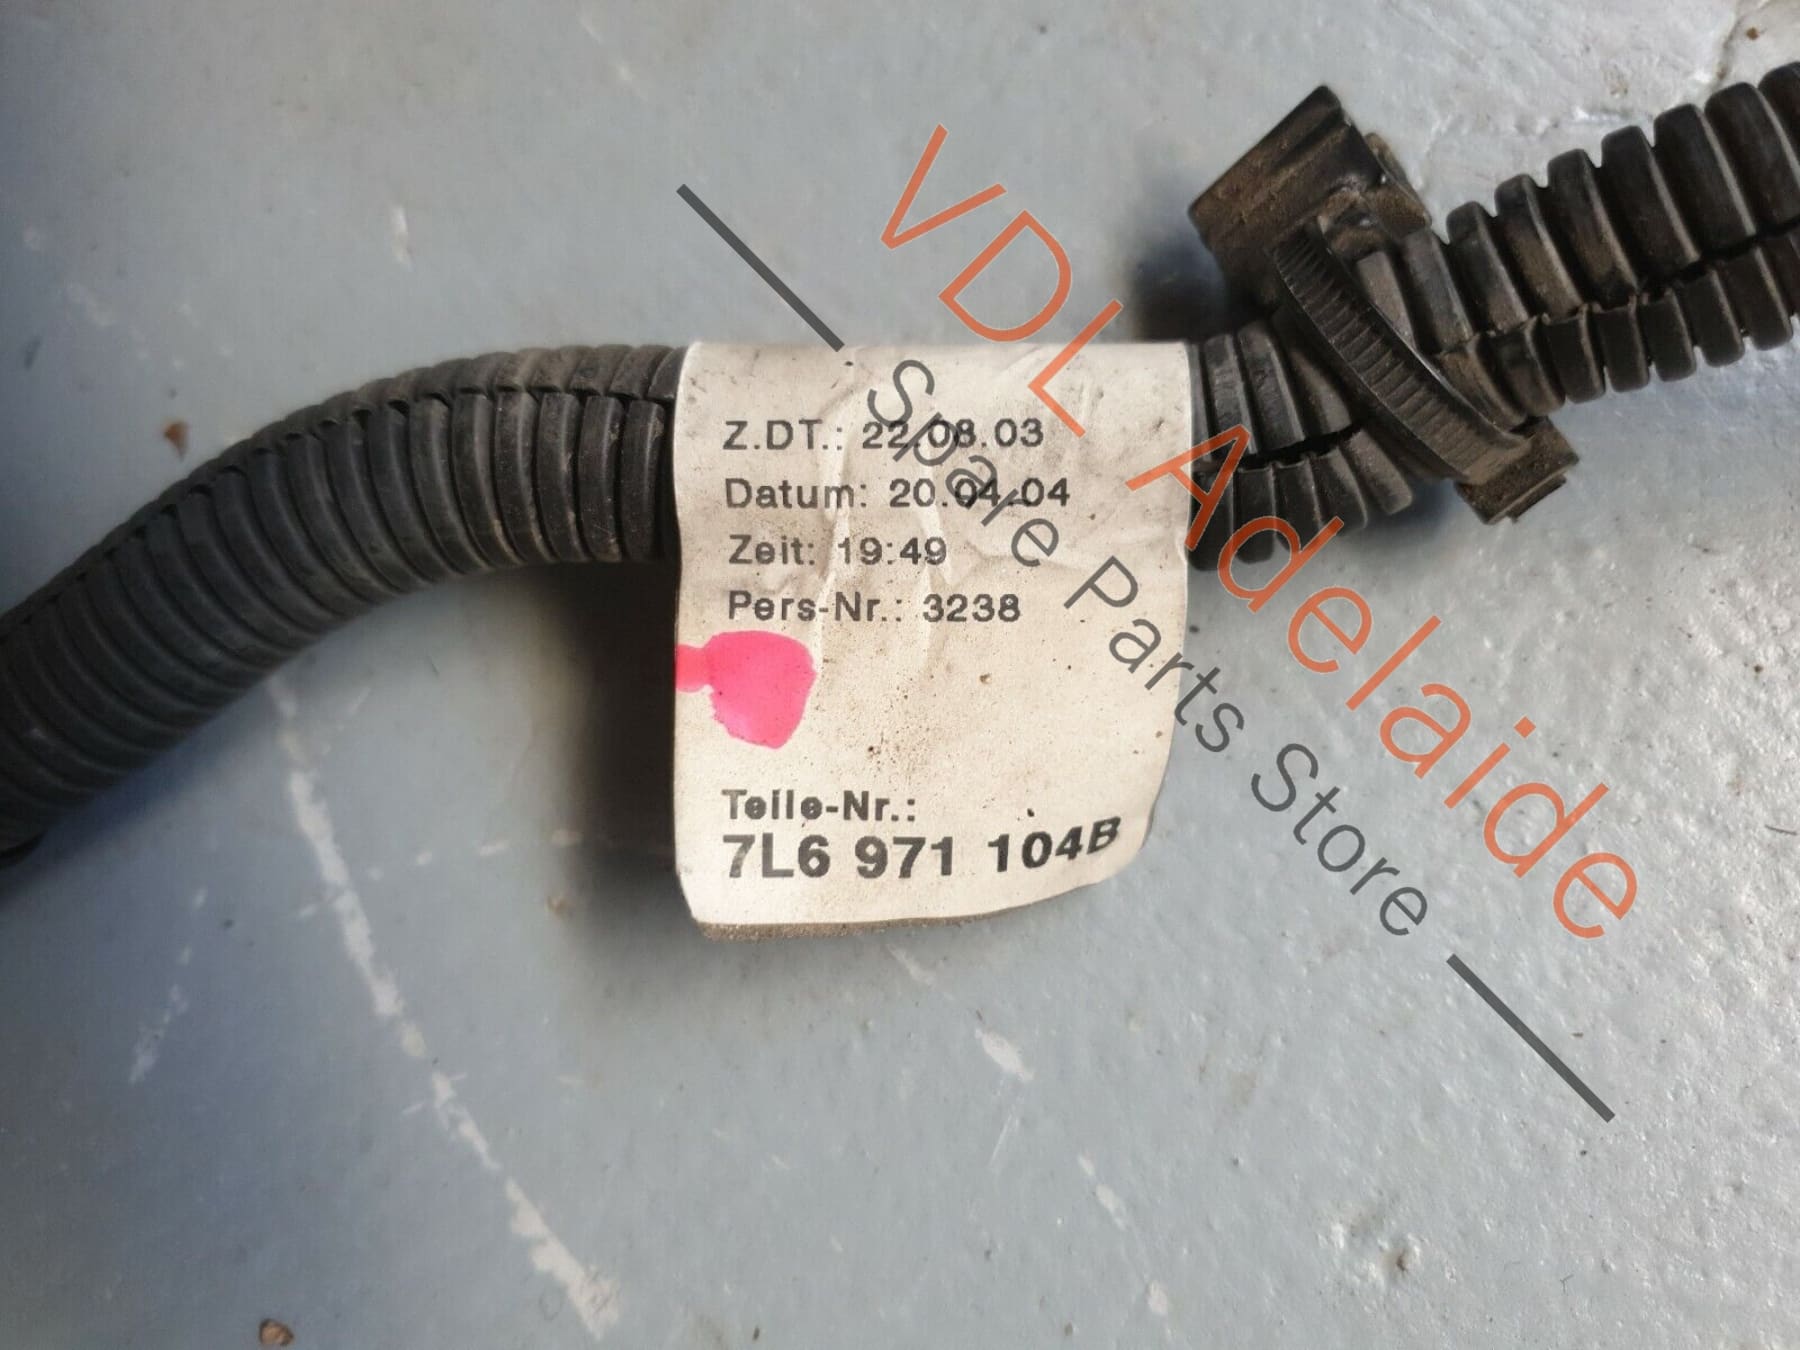 Z.DT.: 22.08.03
Datum: 20.04.04
Zeit: 19:49
Pers-Nr.: 3238
Teile-Nr.:
7L6 971 104B
VDL Adelaide
Spare Parts Store